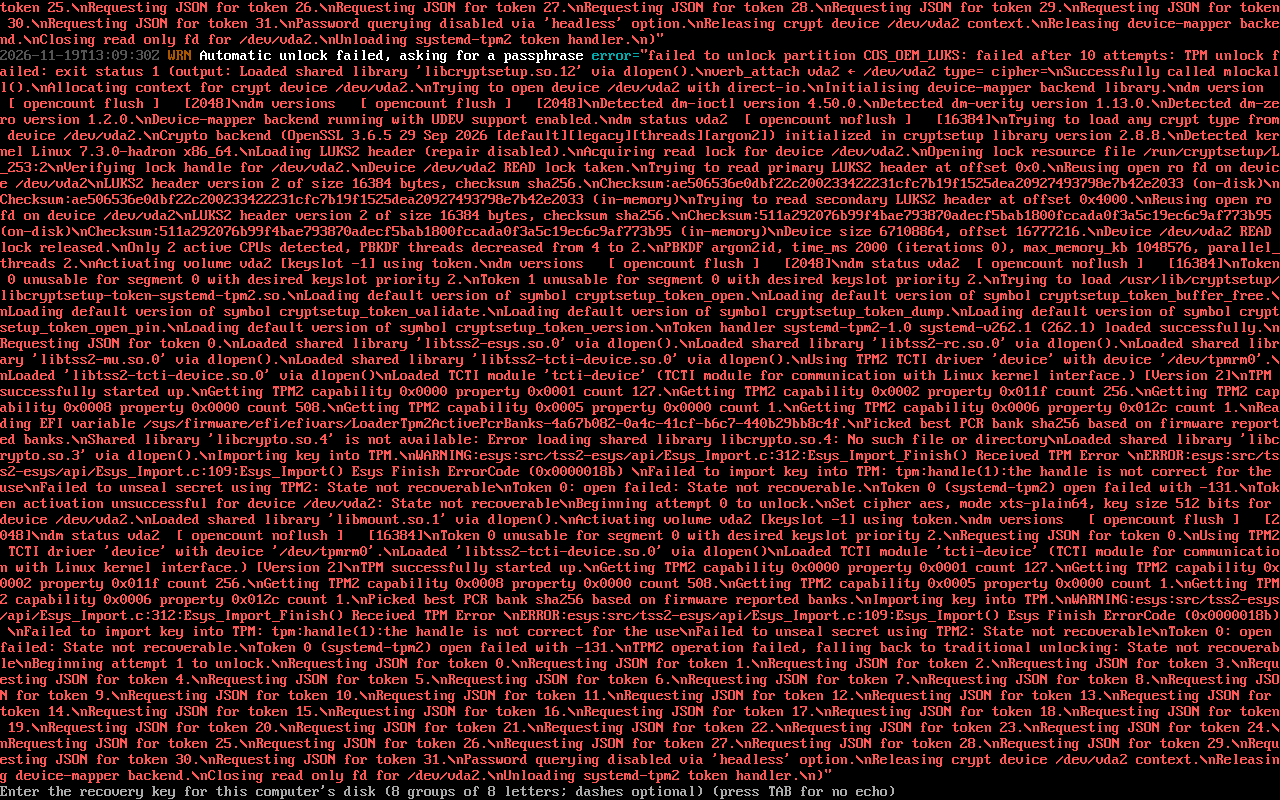 token 25.\nRequesting JSON for token 26.\nRequesting JSON for token 27.\nRequesting JSON for token 28.\nRequesting JSON for token 29.\nRequesting JSON for token
 30.\nRequesting JSON for token 31.\nPassword querying disabled via 'headless' option.\nReleasing crypt device /dev/vda2 context.\nReleasing device-mapper backe
nd.\nClosing read only fd for /dev/vda2.\nUnloading systemd-tpm2 token handler.\n)"
2026-11-19T13:09:30Z WRN Automatic unlock failed, asking for a passphrase error="failed to unlock partition COS_OEM_LUKS: failed after 10 attempts: TPM unlock f
ailed: exit status 1 (output: Loaded shared library 'libcryptsetup.so.12' via dlopen().\nverb_attach vda2 ← /dev/vda2 type= cipher=\nSuccessfully called mlockal
l().\nAllocating context for crypt device /dev/vda2.\nTrying to open device /dev/vda2 with direct-io.\nInitialising device-mapper backend library.\ndm version 
 [ opencount flush ]   [2048]\ndm versions   [ opencount flush ]   [2048]\nDetected dm-ioctl version 4.50.0.\nDetected dm-verity version 1.13.0.\nDetected dm-ze
ro version 1.2.0.\nDevice-mapper backend running with UDEV support enabled.\ndm status vda2  [ opencount noflush ]   [16384]\nTrying to load any crypt type from
 device /dev/vda2.\nCrypto backend (OpenSSL 3.6.5 29 Sep 2026 [default][legacy][threads][argon2]) initialized in cryptsetup library version 2.8.8.\nDetected ker
nel Linux 7.3.0-hadron x86_64.\nLoading LUKS2 header (repair disabled).\nAcquiring read lock for device /dev/vda2.\nOpening lock resource file /run/cryptsetup/L
_253:2\nVerifying lock handle for /dev/vda2.\nDevice /dev/vda2 READ lock taken.\nTrying to read primary LUKS2 header at offset 0x0.\nReusing open ro fd on devic
e /dev/vda2\nLUKS2 header version 2 of size 16384 bytes, checksum sha256.\nChecksum:ae506536e0dbf22c200233422231cfc7b19f1525dea20927493798e7b42e2033 (on-disk)\n
Checksum:ae506536e0dbf22c200233422231cfc7b19f1525dea20927493798e7b42e2033 (in-memory)\nTrying to read secondary LUKS2 header at offset 0x4000.\nReusing open ro 
fd on device /dev/vda2\nLUKS2 header version 2 of size 16384 bytes, checksum sha256.\nChecksum:511a292076b99f4bae793870adecf5bab1800fccada0f3a5c19ec6c9af773b95 
(on-disk)\nChecksum:511a292076b99f4bae793870adecf5bab1800fccada0f3a5c19ec6c9af773b95 (in-memory)\nDevice size 67108864, offset 16777216.\nDevice /dev/vda2 READ 
lock released.\nOnly 2 active CPUs detected, PBKDF threads decreased from 4 to 2.\nPBKDF argon2id, time_ms 2000 (iterations 0), max_memory_kb 1048576, parallel_
threads 2.\nActivating volume vda2 [keyslot -1] using token.\ndm versions   [ opencount flush ]   [2048]\ndm status vda2  [ opencount noflush ]   [16384]\nToken
 0 unusable for segment 0 with desired keyslot priority 2.\nToken 1 unusable for segment 0 with desired keyslot priority 2.\nTrying to load /usr/lib/cryptsetup/
libcryptsetup-token-systemd-tpm2.so.\nLoading default version of symbol cryptsetup_token_open.\nLoading default version of symbol cryptsetup_token_buffer_free.\
nLoading default version of symbol cryptsetup_token_validate.\nLoading default version of symbol cryptsetup_token_dump.\nLoading default version of symbol crypt
setup_token_open_pin.\nLoading default version of symbol cryptsetup_token_version.\nToken handler systemd-tpm2-1.0 systemd-v262.1 (262.1) loaded successfully.\n
Requesting JSON for token 0.\nLoaded shared library 'libtss2-esys.so.0' via dlopen().\nLoaded shared library 'libtss2-rc.so.0' via dlopen().\nLoaded shared libr
ary 'libtss2-mu.so.0' via dlopen().\nLoaded shared library 'libtss2-tcti-device.so.0' via dlopen().\nUsing TPM2 TCTI driver 'device' with device '/dev/tpmrm0'.\
nLoaded 'libtss2-tcti-device.so.0' via dlopen()\nLoaded TCTI module 'tcti-device' (TCTI module for communication with Linux kernel interface.) [Version 2]\nTPM 
successfully started up.\nGetting TPM2 capability 0x0000 property 0x0001 count 127.\nGetting TPM2 capability 0x0002 property 0x011f count 256.\nGetting TPM2 cap
ability 0x0008 property 0x0000 count 508.\nGetting TPM2 capability 0x0005 property 0x0000 count 1.\nGetting TPM2 capability 0x0006 property 0x012c count 1.\nRea
ding EFI variable /sys/firmware/efi/efivars/LoaderTpm2ActivePcrBanks-4a67b082-0a4c-41cf-b6c7-440b29bb8c4f.\nPicked best PCR bank sha256 based on firmware report
ed banks.\nShared library 'libcrypto.so.4' is not available: Error loading shared library libcrypto.so.4: No such file or directory\nLoaded shared library 'libc
rypto.so.3' via dlopen().\nImporting key into TPM.\nWARNING:esys:src/tss2-esys/api/Esys_Import.c:312:Esys_Import_Finish() Received TPM Error \nERROR:esys:src/ts
s2-esys/api/Esys_Import.c:109:Esys_Import() Esys Finish ErrorCode (0x0000018b) \nFailed to import key into TPM: tpm:handle(1):the handle is not correct for the 
use\nFailed to unseal secret using TPM2: State not recoverable\nToken 0: open failed: State not recoverable.\nToken 0 (systemd-tpm2) open failed with -131.\nTok
en activation unsuccessful for device /dev/vda2: State not recoverable\nBeginning attempt 0 to unlock.\nSet cipher aes, mode xts-plain64, key size 512 bits for 
device /dev/vda2.\nLoaded shared library 'libmount.so.1' via dlopen().\nActivating volume vda2 [keyslot -1] using token.\ndm versions   [ opencount flush ]   [2
048]\ndm status vda2  [ opencount noflush ]   [16384]\nToken 0 unusable for segment 0 with desired keyslot priority 2.\nRequesting JSON for token 0.\nUsing TPM2
 TCTI driver 'device' with device '/dev/tpmrm0'.\nLoaded 'libtss2-tcti-device.so.0' via dlopen()\nLoaded TCTI module 'tcti-device' (TCTI module for communicatio
n with Linux kernel interface.) [Version 2]\nTPM successfully started up.\nGetting TPM2 capability 0x0000 property 0x0001 count 127.\nGetting TPM2 capability 0x
0002 property 0x011f count 256.\nGetting TPM2 capability 0x0008 property 0x0000 count 508.\nGetting TPM2 capability 0x0005 property 0x0000 count 1.\nGetting TPM
2 capability 0x0006 property 0x012c count 1.\nPicked best PCR bank sha256 based on firmware reported banks.\nImporting key into TPM.\nWARNING:esys:src/tss2-esys
/api/Esys_Import.c:312:Esys_Import_Finish() Received TPM Error \nERROR:esys:src/tss2-esys/api/Esys_Import.c:109:Esys_Import() Esys Finish ErrorCode (0x0000018b)
 \nFailed to import key into TPM: tpm:handle(1):the handle is not correct for the use\nFailed to unseal secret using TPM2: State not recoverable\nToken 0: open 
failed: State not recoverable.\nToken 0 (systemd-tpm2) open failed with -131.\nTPM2 operation failed, falling back to traditional unlocking: State not recoverab
le\nBeginning attempt 1 to unlock.\nRequesting JSON for token 0.\nRequesting JSON for token 1.\nRequesting JSON for token 2.\nRequesting JSON for token 3.\nRequ
esting JSON for token 4.\nRequesting JSON for token 5.\nRequesting JSON for token 6.\nRequesting JSON for token 7.\nRequesting JSON for token 8.\nRequesting JSO
N for token 9.\nRequesting JSON for token 10.\nRequesting JSON for token 11.\nRequesting JSON for token 12.\nRequesting JSON for token 13.\nRequesting JSON for 
token 14.\nRequesting JSON for token 15.\nRequesting JSON for token 16.\nRequesting JSON for token 17.\nRequesting JSON for token 18.\nRequesting JSON for token
 19.\nRequesting JSON for token 20.\nRequesting JSON for token 21.\nRequesting JSON for token 22.\nRequesting JSON for token 23.\nRequesting JSON for token 24.\
nRequesting JSON for token 25.\nRequesting JSON for token 26.\nRequesting JSON for token 27.\nRequesting JSON for token 28.\nRequesting JSON for token 29.\nRequ
esting JSON for token 30.\nRequesting JSON for token 31.\nPassword querying disabled via 'headless' option.\nReleasing crypt device /dev/vda2 context.\nReleasin
g device-mapper backend.\nClosing read only fd for /dev/vda2.\nUnloading systemd-tpm2 token handler.\n)"
Enter the recovery key for this computer's disk (8 groups of 8 letters; dashes optional) (press TAB for no echo)